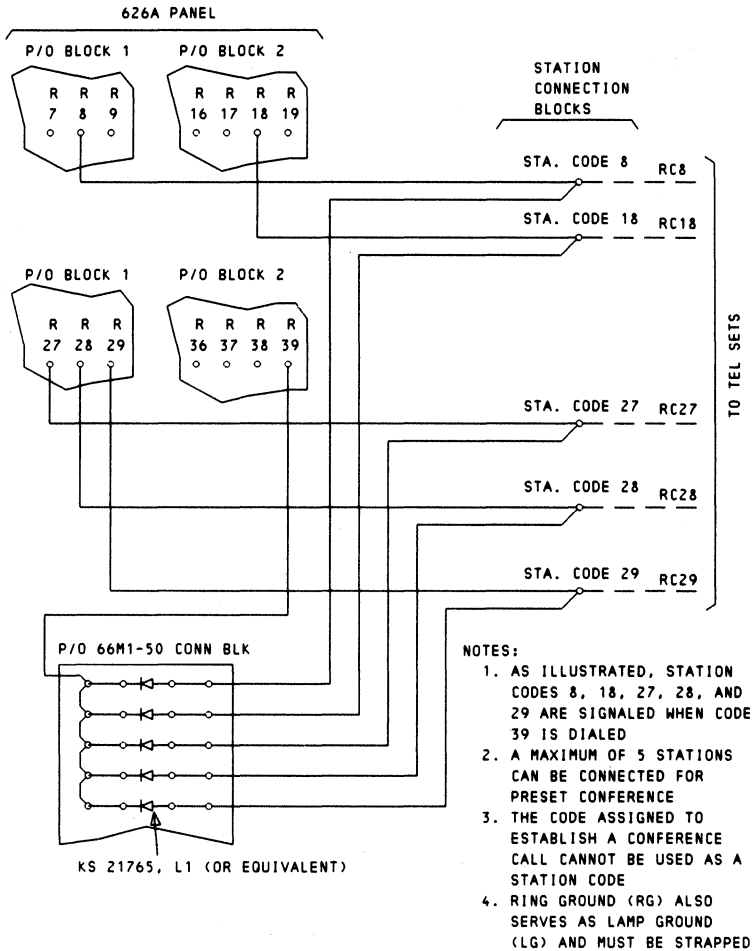 626A PANEL
P/O BLOCK 1
P/O BLOCK 2
R R R
7 8 9
R R R R
16 17 18 19
STATION
CONNECTION
BLOCKS
STA. CODE 8 RC8
STA. CODE 18 RC18
P/O BLOCK 1
P/O BLOCK 2
R R R
27 28 29
R R R R
36 37 38 39
STA. CODE 27 RC27
STA. CODE 28 RC28
STA. CODE 29 RC29
TO TEL SETS
P/O 66M1-50 CONN BLK
KS 21765, L1 (OR EQUIVALENT)
NOTES:
1. AS ILLUSTRATED, STATION
CODES 8, 18, 27, 28, AND
29 ARE SIGNALED WHEN CODE
39 IS DIALED
2. A MAXIMUM OF 5 STATIONS
CAN BE CONNECTED FOR
PRESET CONFERENCE
3. THE CODE ASSIGNED TO
ESTABLISH A CONFERENCE
CALL CANNOT BE USED AS A
STATION CODE
4. RING GROUND (RG) ALSO
SERVES AS LAMP GROUND
(LG) AND MUST BE STRAPPED